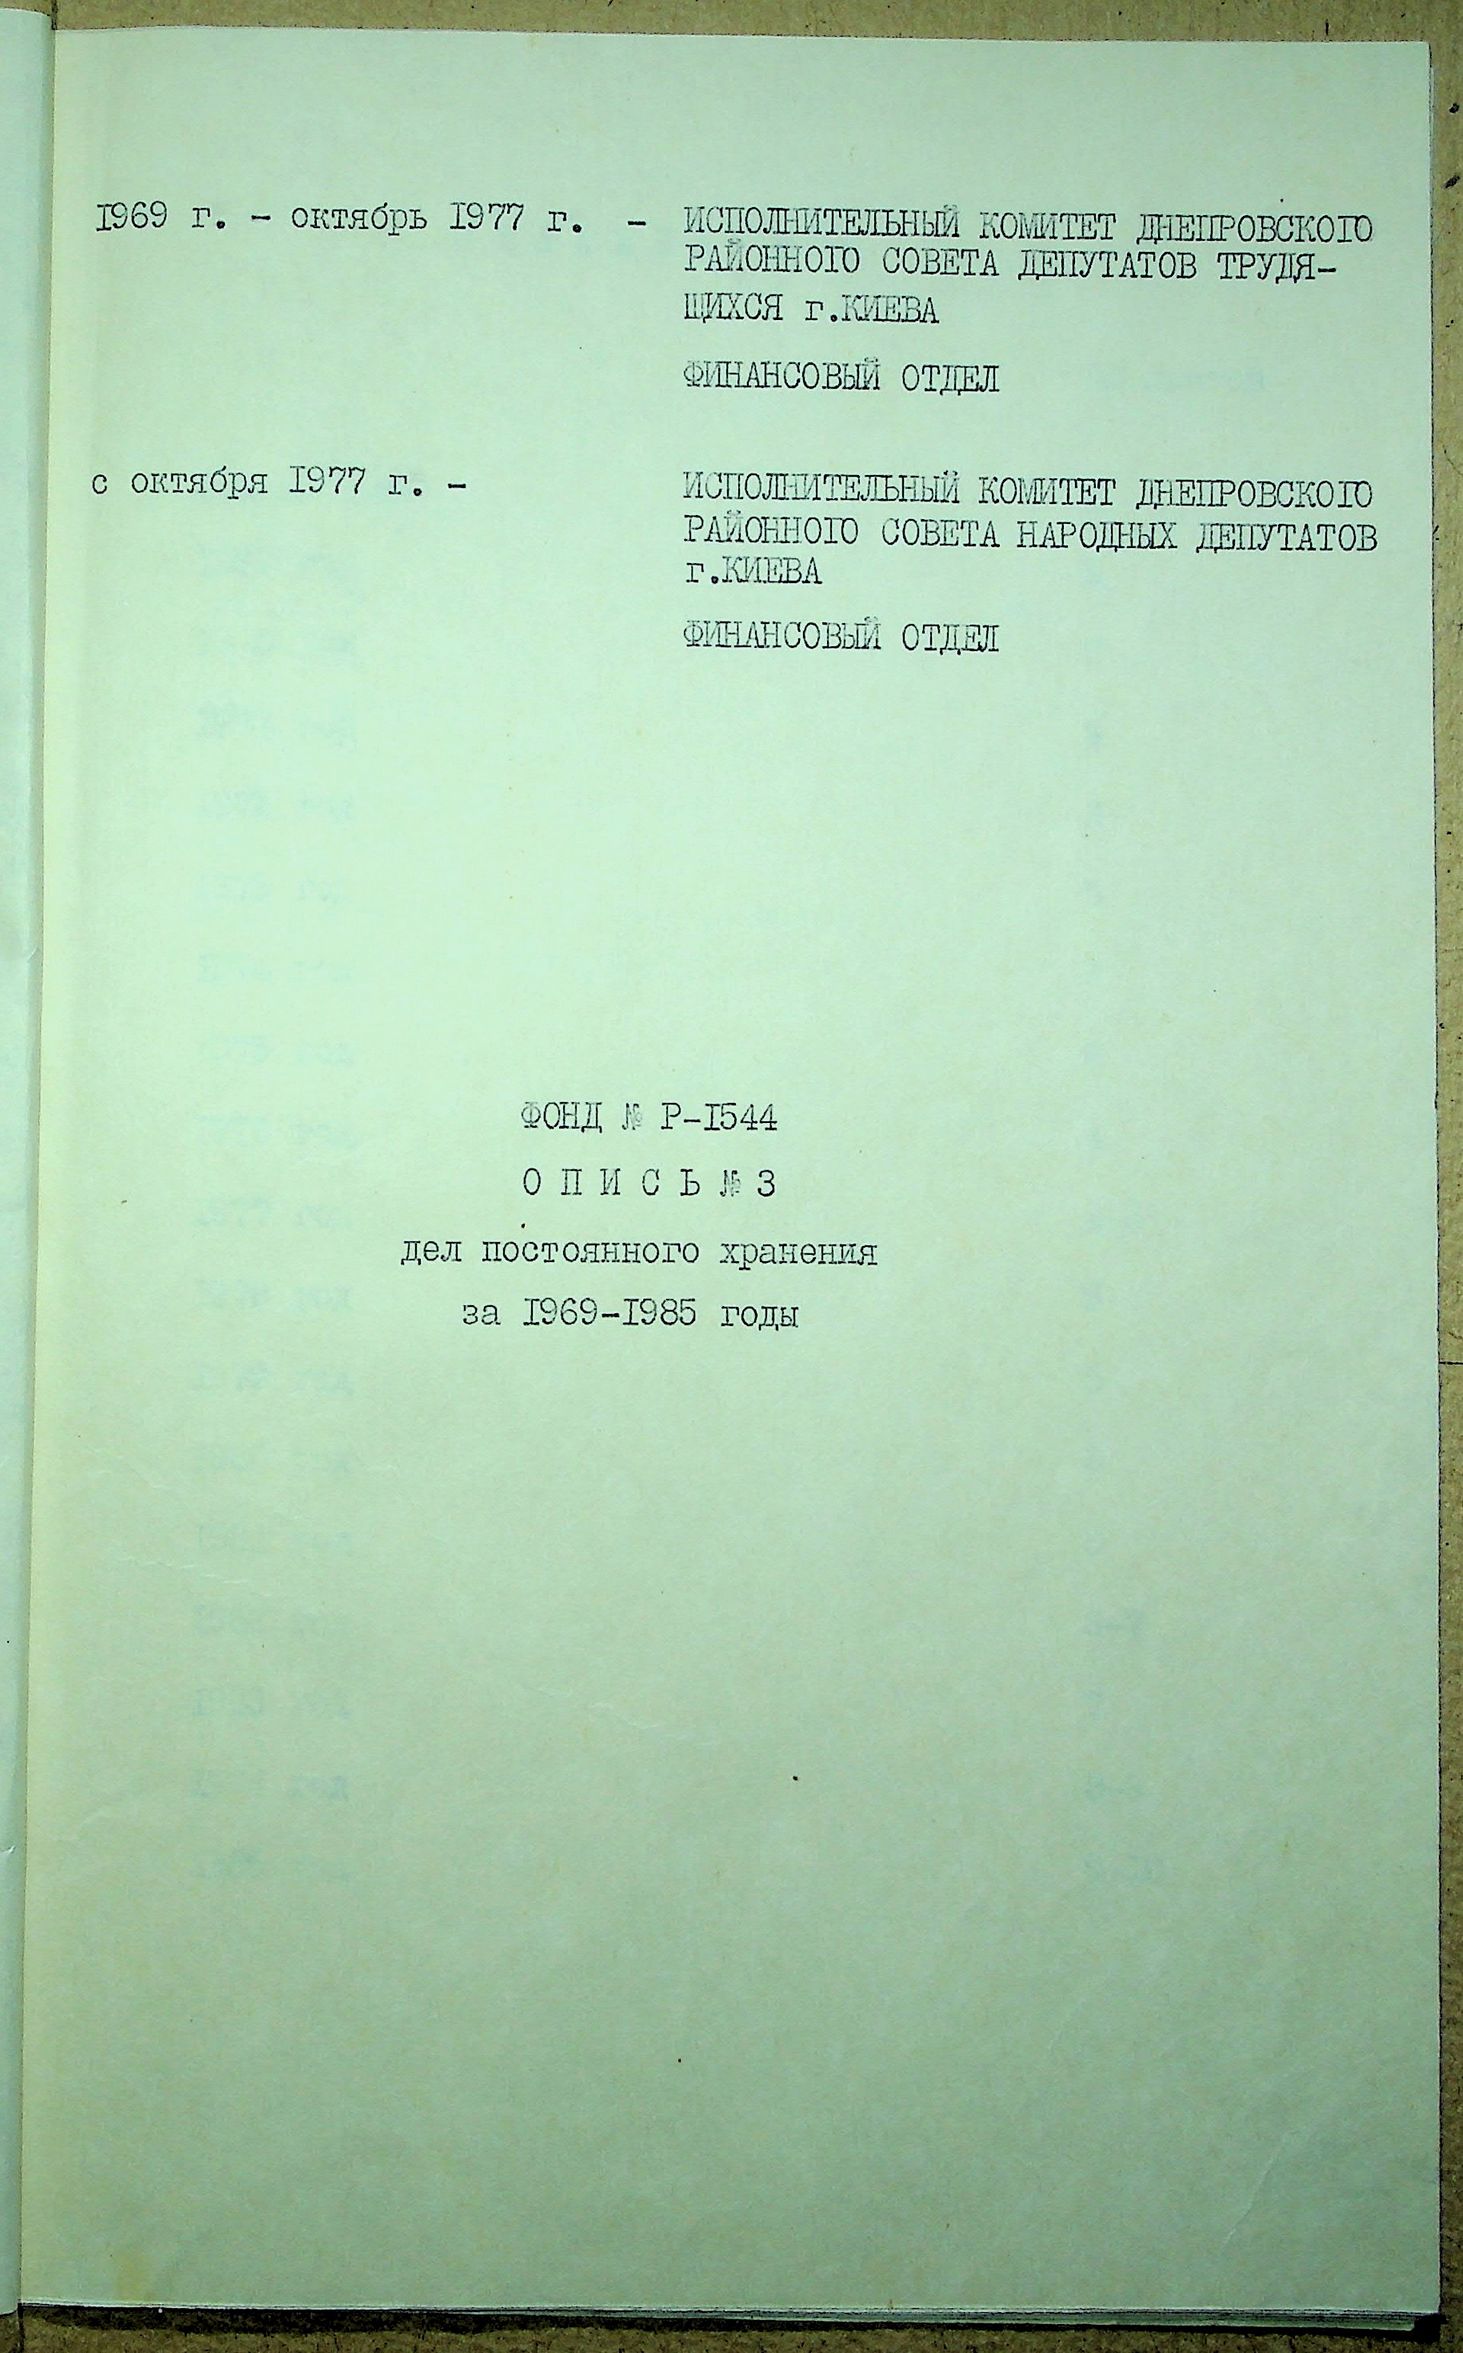 1969 г. - октябрь 1977 г. - ИСПОЛНИТЕЛЬНЫЙ КОМИТЕТ ДНЕПРОВСКОГО
РАЙОННОГО СОВЕТА ДЕПУТАТОВ ТРУДЯ-
ЩИХСЯ г.КИЕВА
ФИНАНСОВЫЙ ОТДЕЛ
с октября 1977 г. - ИСПОЛНИТЕЛЬНЫЙ КОМИТЕТ ДНЕПРОВСКОГО
РАЙОННОГО СОВЕТА НАРОДНЫХ ДЕПУТАТОВ
г.КИЕВА
ФИНАНСОВЫЙ ОТДЕЛ
ФОНД № Р-1544
О П И С Ь № 3
дел постоянного хранения
за 1969-1985 годы